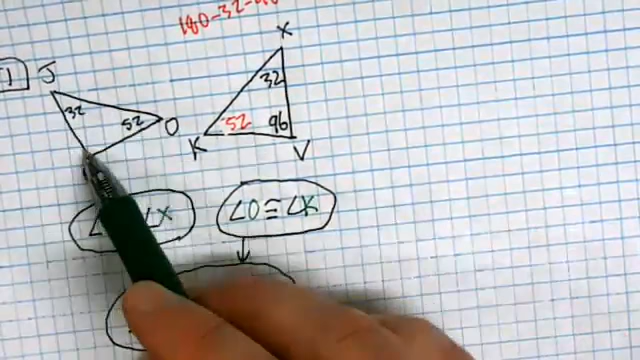 180-32-96
1 J
32
52 O
X
32
52 96
K V
∠X
∠O ≅ ∠K